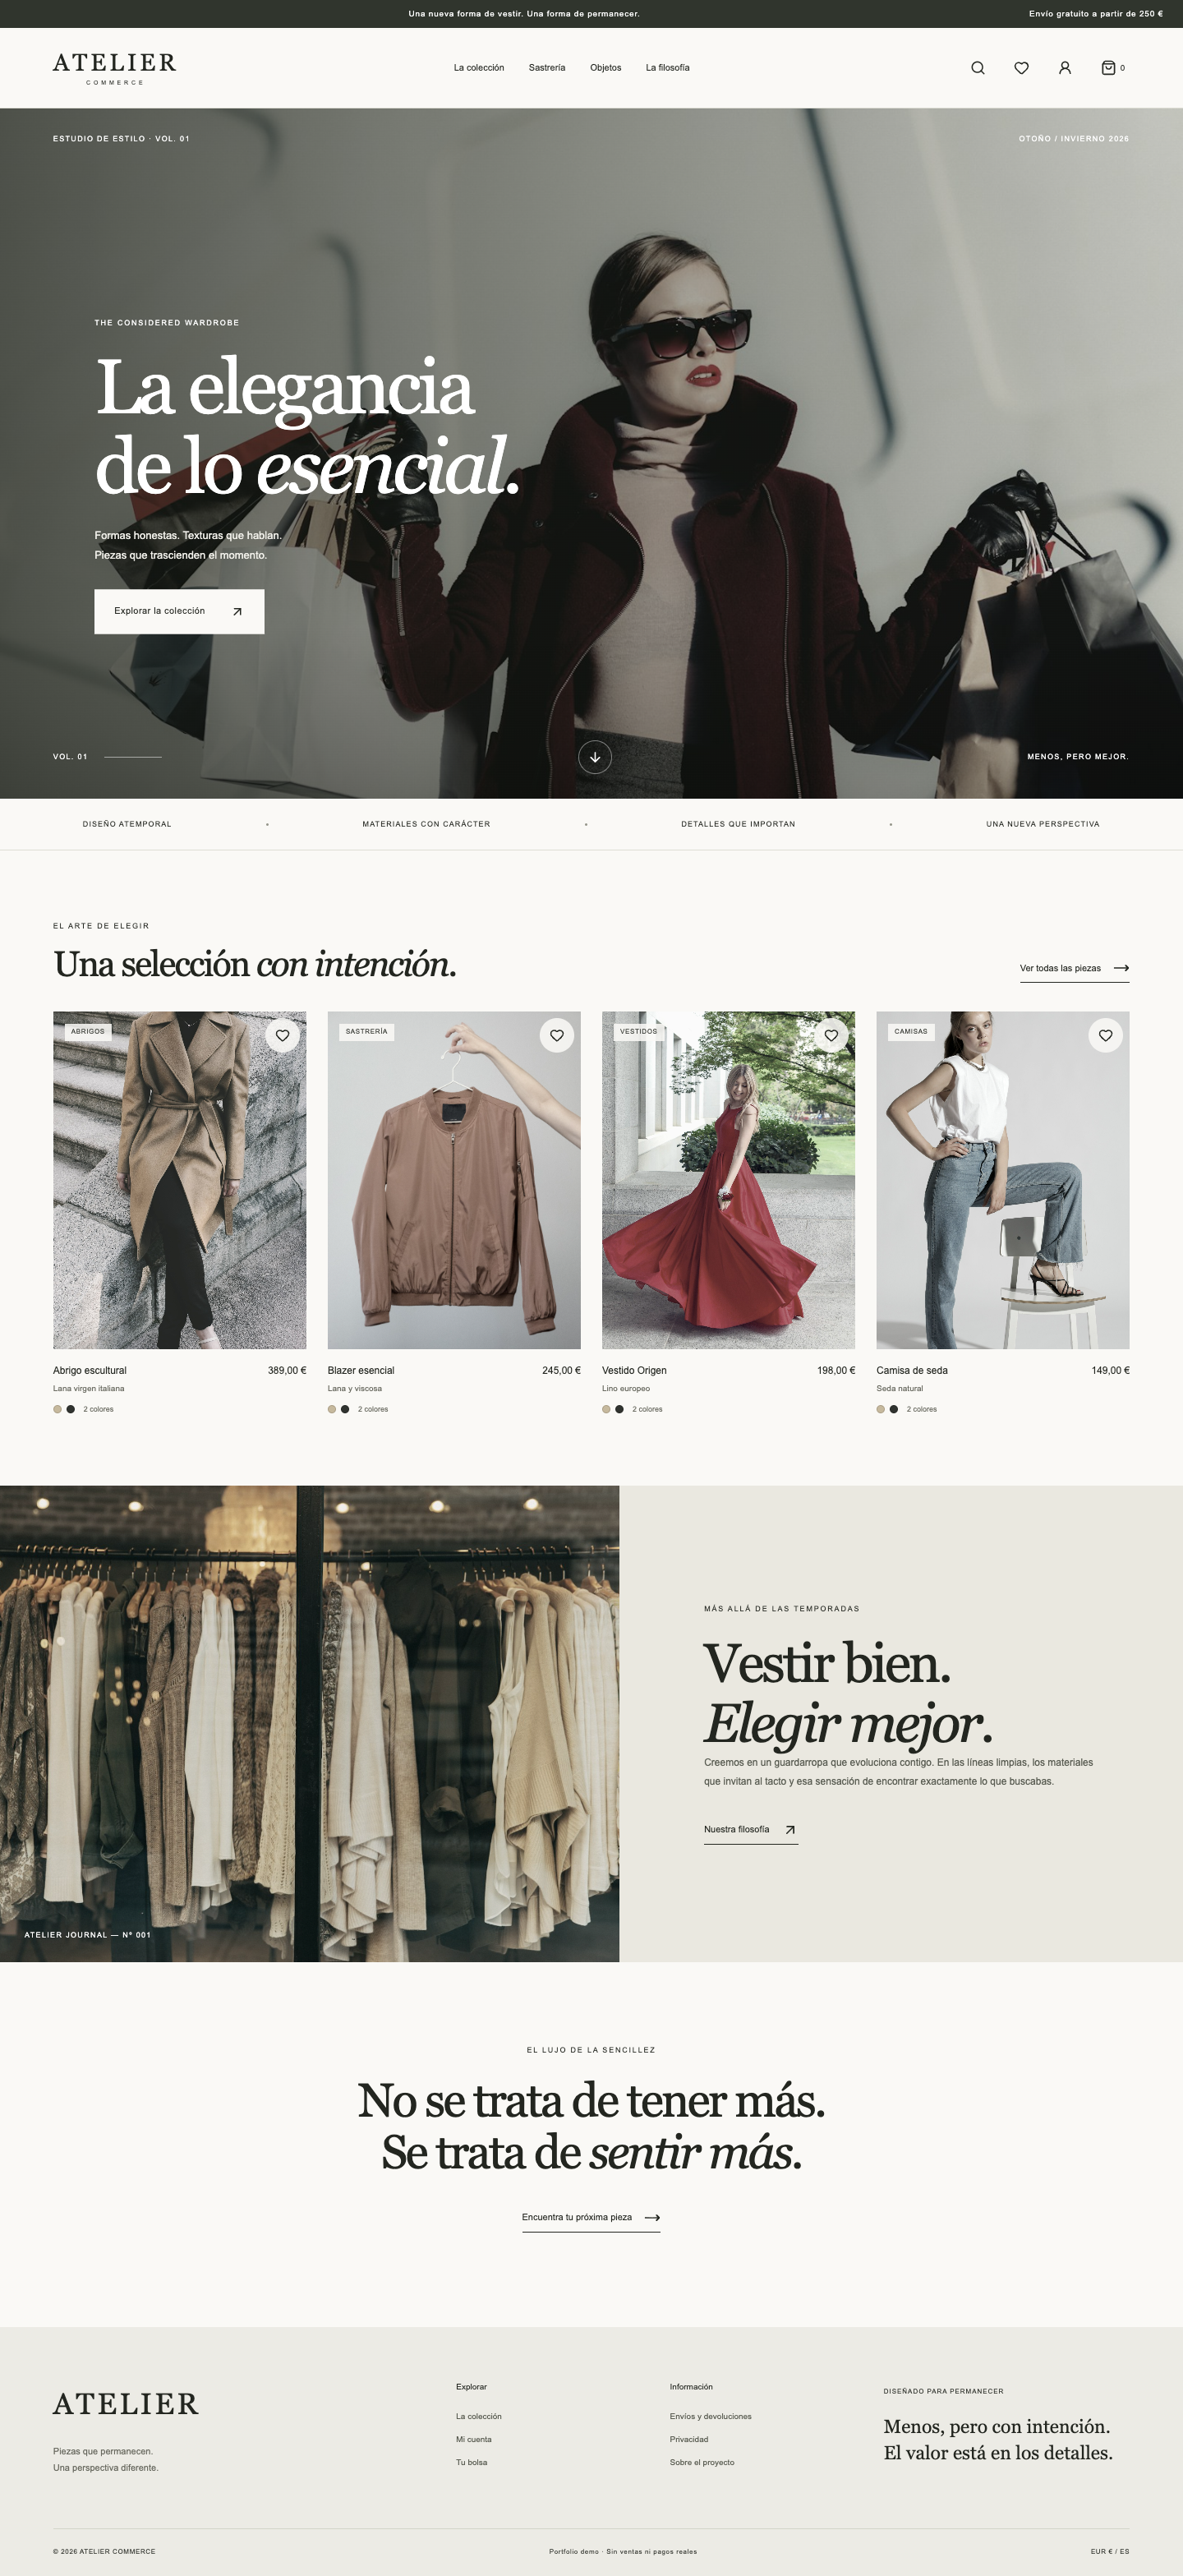 Una nueva forma de vestir. Una forma de permanecer.
Envío gratuito a partir de 250 €
ATELIER
COMMERCE
La colección
Sastrería
Objetos
La filosofía
0
ESTUDIO DE ESTILO · VOL. 01
OTOÑO / INVIERNO 2026
THE CONSIDERED WARDROBE
La elegancia
de lo esencial.
Formas honestas. Texturas que hablan.
Piezas que trascienden el momento.
Explorar la colección
VOL. 01
MENOS, PERO MEJOR.
DISEÑO ATEMPORAL
MATERIALES CON CARÁCTER
DETALLES QUE IMPORTAN
UNA NUEVA PERSPECTIVA
EL ARTE DE ELEGIR
Una selección con intención.
Ver todas las piezas
ABRIGOS
SASTRERÍA
VESTIDOS
CAMISAS
Abrigo escultural
389,00 €
Lana virgen italiana
2 colores
Blazer esencial
245,00 €
Lana y viscosa
2 colores
Vestido Origen
198,00 €
Lino europeo
2 colores
Camisa de seda
149,00 €
Seda natural
2 colores
ATELIER JOURNAL — Nº 001
MÁS ALLÁ DE LAS TEMPORADAS
Vestir bien.
Elegir mejor.
Creemos en un guardarropa que evoluciona contigo. En las líneas limpias, los materiales
que invitan al tacto y esa sensación de encontrar exactamente lo que buscabas.
Nuestra filosofía
EL LUJO DE LA SENCILLEZ
No se trata de tener más.
Se trata de sentir más.
Encuentra tu próxima pieza
ATELIER
Piezas que permanecen.
Una perspectiva diferente.
Explorar
La colección
Mi cuenta
Tu bolsa
Información
Envíos y devoluciones
Privacidad
Sobre el proyecto
DISEÑADO PARA PERMANECER
Menos, pero con intención.
El valor está en los detalles.
© 2026 ATELIER COMMERCE
Portfolio demo · Sin ventas ni pagos reales
EUR € / ES